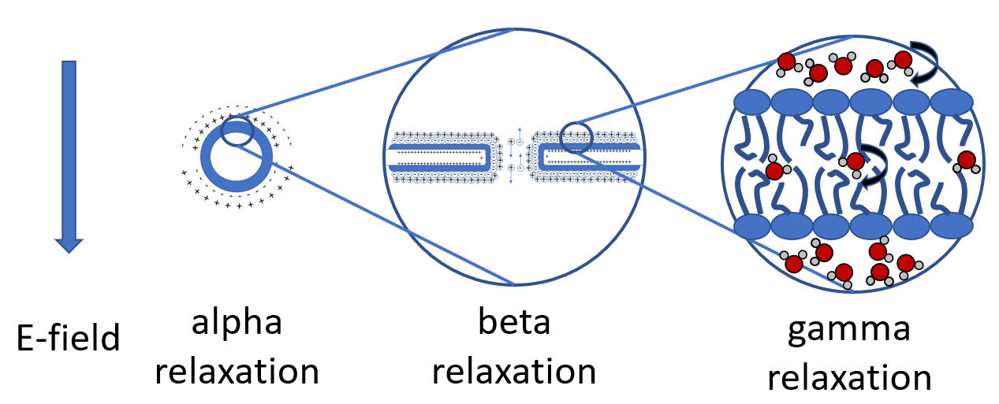 E-field
alpha
relaxation
beta
relaxation
gamma
relaxation